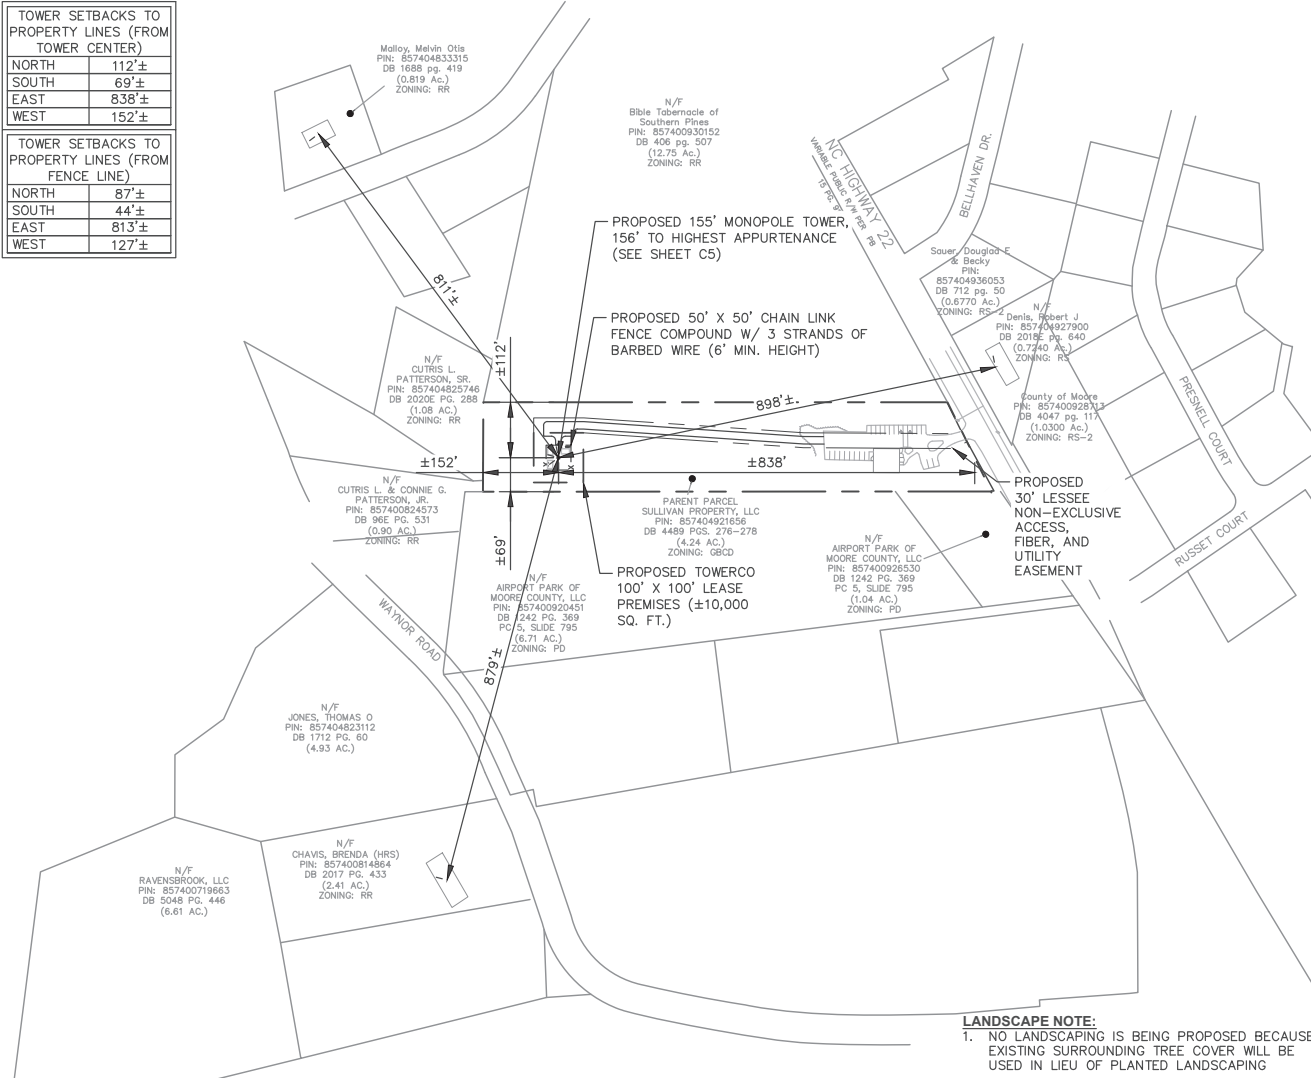 TOWER SETBACKS TO
PROPERTY LINES (FROM
TOWER CENTER)
NORTH 112'±
SOUTH 69'±
EAST 838'±
WEST 152'±
TOWER SETBACKS TO
PROPERTY LINES (FROM
FENCE LINE)
NORTH 87'±
SOUTH 44'±
EAST 813'±
WEST 127'±
Malloy, Melvin Otis
PIN: 857404833315
DB 1688 pg. 419
(0.819 Ac.)
ZONING: RR
N/F
Bible Tabernacle of
Southern Pines
PIN: 857400930152
DB 406 pg. 507
(12.75 Ac.)
ZONING: RR
NC HIGHWAY 22
VARIABLE PUBLIC R/W PER PB
15 PG.
BELLHAVEN DR.
PROPOSED 155' MONOPOLE TOWER,
156' TO HIGHEST APPURTENANCE
(SEE SHEET C5)
PROPOSED 50' X 50' CHAIN LINK
FENCE COMPOUND W/ 3 STRANDS OF
BARBED WIRE (6' MIN. HEIGHT)
Sauer, Douglad E
& Becky
PIN:
857404936053
DB 712 pg. 50
(0.6770 Ac.)
ZONING: RS-2
N/F
Denis, Robert J
PIN: 857404927900
DB 2018E pg. 640
(0.7240 Ac.)
ZONING: RS
County of Moore
PIN: 857400928713
DB 4047 pg. 117
(1.0300 Ac.)
ZONING: RS-2
PRESNELL COURT
RUSSET COURT
811'±
±112'
898'±
N/F
CUTRIS L.
PATTERSON, SR.
PIN: 857404825746
DB 2020E PG. 288
(1.08 AC.)
ZONING: RR
±152'
±838'
N/F
CUTRIS L. & CONNIE G.
PATTERSON, JR.
PIN: 857400824573
DB 96E PG. 531
(0.90 AC.)
ZONING: RR
±69'
PARENT PARCEL
SULLIVAN PROPERTY, LLC
PIN: 857404921656
DB 4489 PGS. 276-278
(4.24 AC.)
ZONING: GBCD
PROPOSED
30' LESSEE
NON-EXCLUSIVE
ACCESS,
FIBER, AND
UTILITY
EASEMENT
N/F
AIRPORT PARK OF
MOORE COUNTY, LLC
PIN: 857400926530
DB 1242 PG. 369
PC 5, SLIDE 795
(1.04 AC.)
ZONING: PD
PROPOSED TOWERCO
100' X 100' LEASE
PREMISES (±10,000
SQ. FT.)
N/F
AIRPORT PARK OF
MOORE COUNTY, LLC
PIN: 857400920451
DB 1242 PG. 369
PC 5, SLIDE 795
(6.71 AC.)
ZONING: PD
WAYNOR ROAD
879'±
N/F
JONES, THOMAS O
PIN: 857404823112
DB 1712 PG. 60
(4.93 AC.)
N/F
CHAVIS, BRENDA (HRS)
PIN: 857400814864
DB 2017 PG. 433
(2.41 AC.)
ZONING: RR
N/F
RAVENSBROOK, LLC
PIN: 857400719663
DB 5048 PG. 446
(6.61 AC.)
LANDSCAPE NOTE:
1. NO LANDSCAPING IS BEING PROPOSED BECAUSE
EXISTING SURROUNDING TREE COVER WILL BE
USED IN LIEU OF PLANTED LANDSCAPING